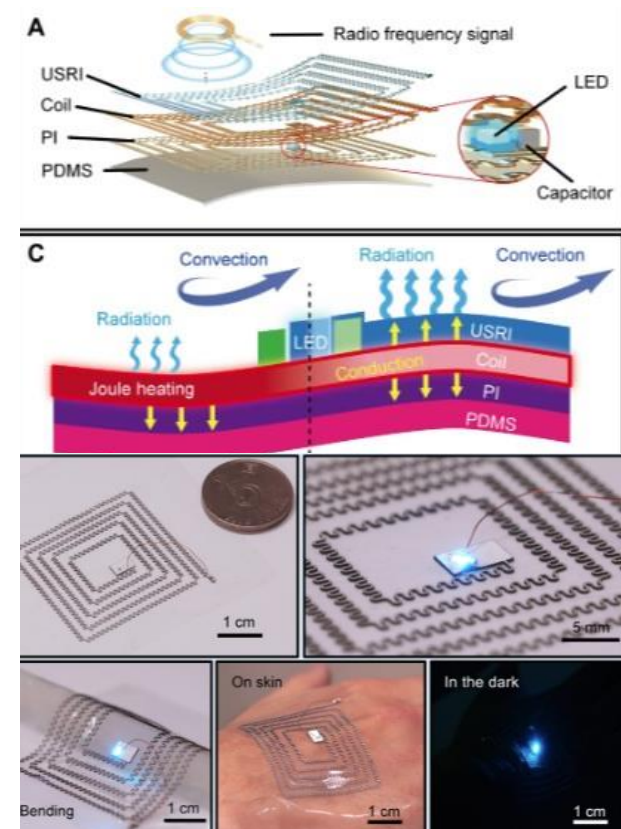 A
Radio frequency signal
USRI
Coil
PI
PDMS
LED
Capacitor
C
Convection
Radiation
Convection
Radiation
LED
USRI
Conduction
Coil
Joule heating
PI
PDMS
1 cm
5 mm
Bending
1 cm
On skin
1 cm
In the dark
1 cm